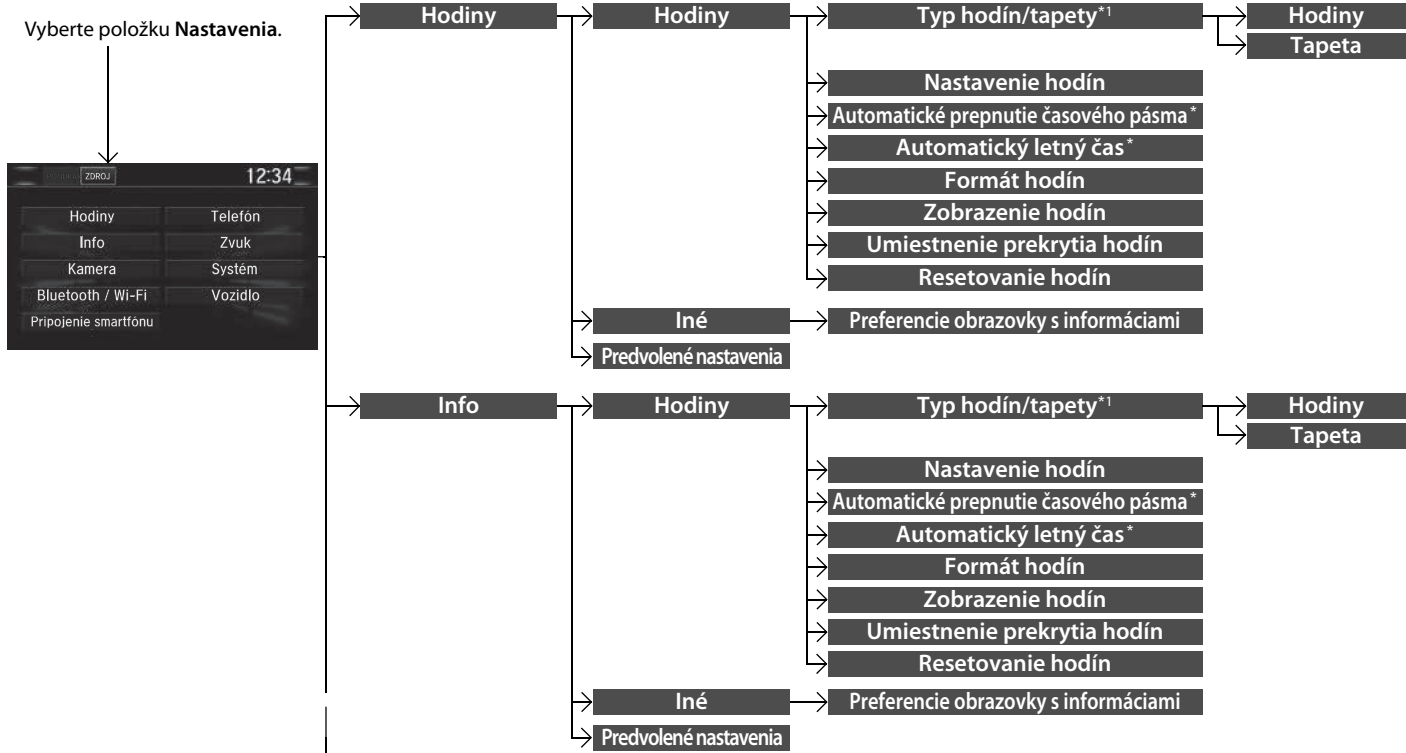 Vyberte položku Nastavenia.
ZDROJ
12:34
Hodiny
Telefón
Info
Zvuk
Kamera
Systém
Bluetooth / Wi-Fi
Vozidlo
Pripojenie smartfónu
Hodiny
Hodiny
Typ hodín/tapety*1
Hodiny
Tapeta
Nastavenie hodín
Automatické prepnutie časového pásma*
Automatický letný čas*
Formát hodín
Zobrazenie hodín
Umiestnenie prekrytia hodín
Resetovanie hodín
Iné
Preferencie obrazovky s informáciami
Predvolené nastavenia
Info
Hodiny
Typ hodín/tapety*1
Hodiny
Tapeta
Nastavenie hodín
Automatické prepnutie časového pásma*
Automatický letný čas*
Formát hodín
Zobrazenie hodín
Umiestnenie prekrytia hodín
Resetovanie hodín
Iné
Preferencie obrazovky s informáciami
Predvolené nastavenia